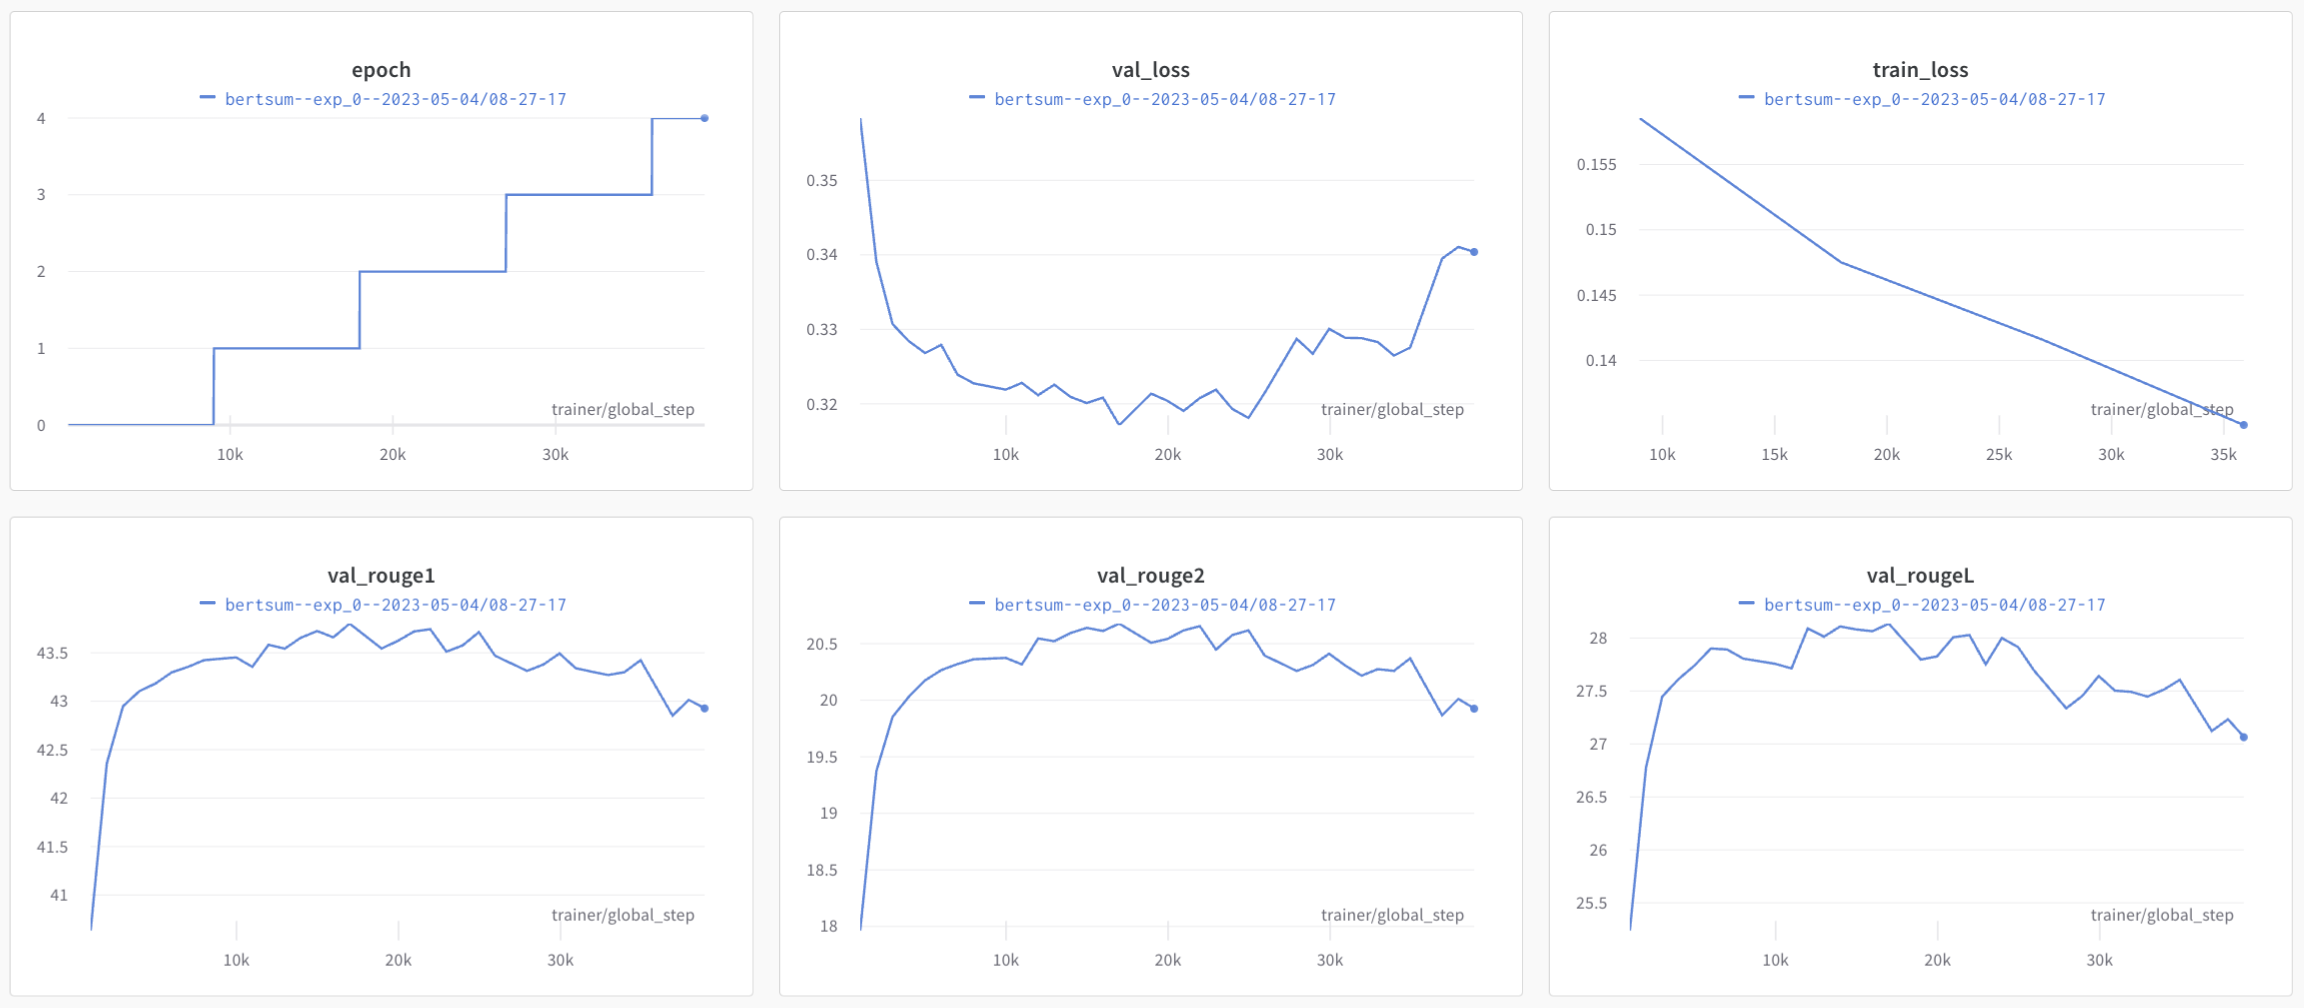 epoch
bertsum--exp_0--2023-05-04/08-27-17
4
3
2
1
0
trainer/global_step
10k
20k
30k
val_loss
bertsum--exp_0--2023-05-04/08-27-17
0.35
0.34
0.33
0.32
trainer/global_step
10k
20k
30k
train_loss
bertsum--exp_0--2023-05-04/08-27-17
0.155
0.15
0.145
0.14
trainer/global_step
10k
15k
20k
25k
30k
35k
val_rouge1
bertsum--exp_0--2023-05-04/08-27-17
43.5
43
42.5
42
41.5
41
trainer/global_step
10k
20k
30k
val_rouge2
bertsum--exp_0--2023-05-04/08-27-17
20.5
20
19.5
19
18.5
18
trainer/global_step
10k
20k
30k
val_rougeL
bertsum--exp_0--2023-05-04/08-27-17
28
27.5
27
26.5
26
25.5
trainer/global_step
10k
20k
30k